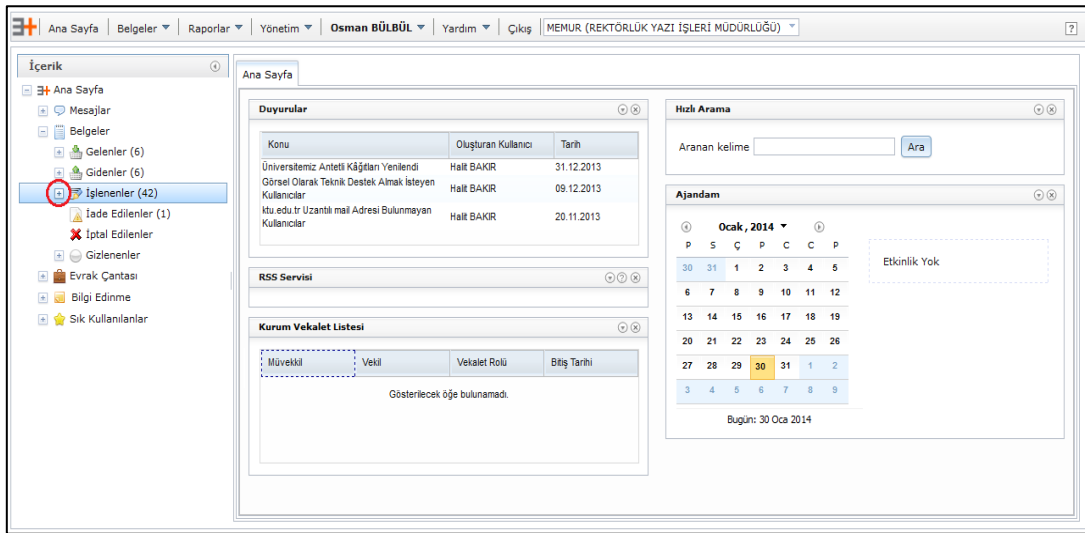 Ana Sayfa Belgeler Raporlar Yönetim Osman BÜLBÜL Yardım Çıkış MEMUR (REKTÖRLÜK YAZI İŞLERİ MÜDÜRLÜĞÜ) ?
İçerik
Ana Sayfa
Mesajlar
Belgeler
Gelenler (6)
Gidenler (6)
İşlenenler (42)
İade Edilenler (1)
İptal Edilenler
Gizlenenler
Evrak Çantası
Bilgi Edinme
Sık Kullanılanlar
Ana Sayfa
Duyurular
Konu Oluşturan Kullanıcı Tarih
Üniversitemiz Antetli Kâğıtları Yenilendi Halit BAKIR 31.12.2013
Görsel Olarak Teknik Destek Almak İsteyen
Kullanıcılar Halit BAKIR 09.12.2013
ktu.edu.tr Uzantılı mail Adresi Bulunmayan
Kullanıcılar Halit BAKIR 20.11.2013
RSS Servisi
Kurum Vekalet Listesi
Müvekkil Vekil Vekalet Rolü Bitiş Tarihi
Gösterilecek öğe bulunamadı.
Hızlı Arama
Aranan kelime Ara
Ajandam
Ocak , 2014
P S Ç P C C P
30 31 1 2 3 4 5
6 7 8 9 10 11 12
13 14 15 16 17 18 19
20 21 22 23 24 25 26
27 28 29 30 31 1 2
3 4 5 6 7 8 9
Bugün: 30 Oca 2014
Etkinlik Yok